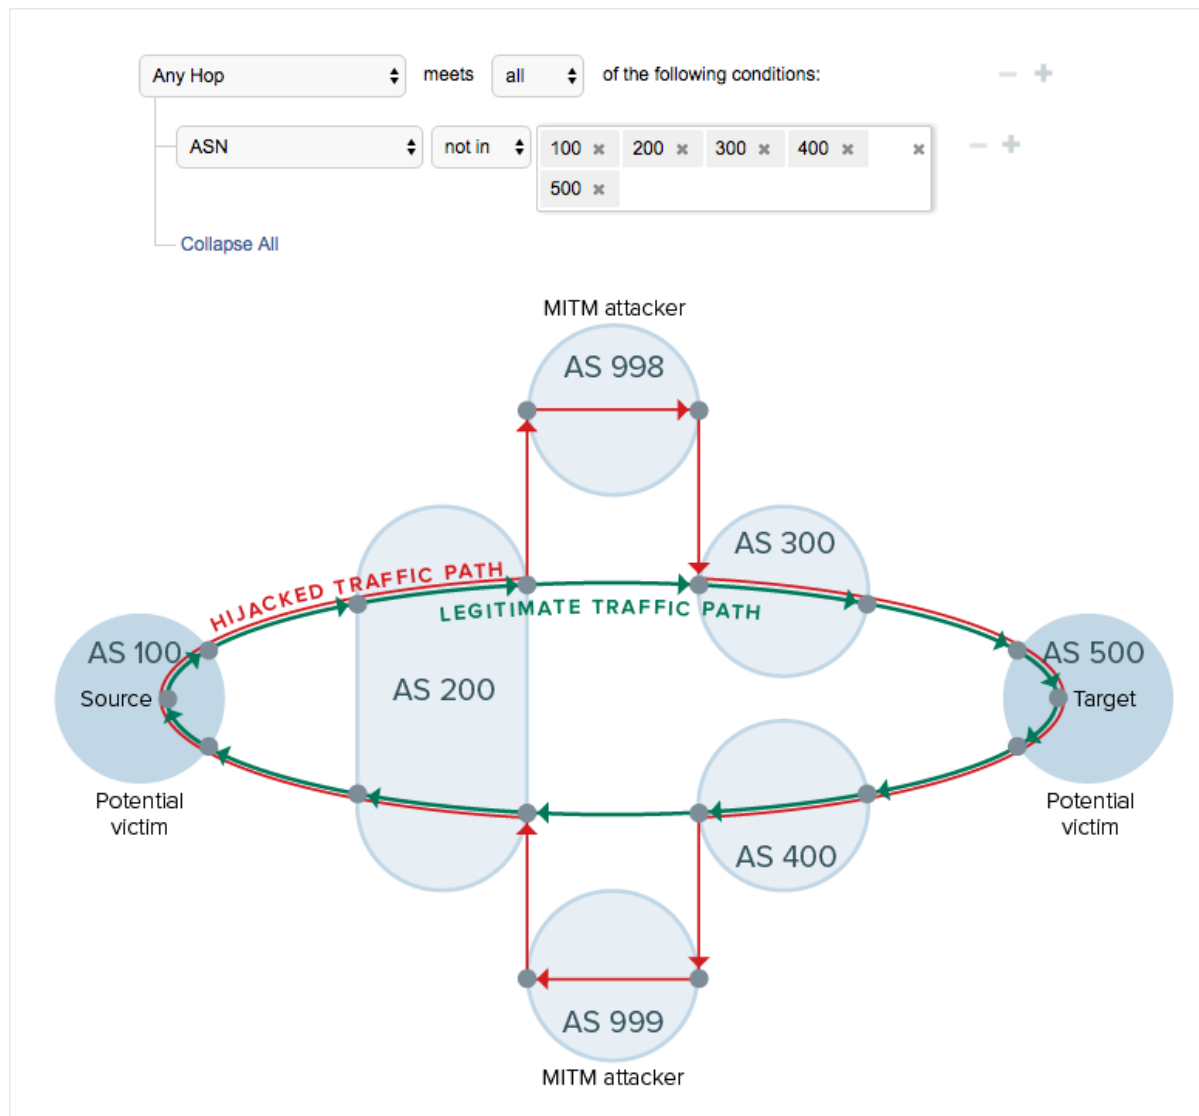 Any Hop meets all of the following conditions:
ASN not in 100 200 300 400
500
Collapse All
MITM attacker
AS 998
AS 300
HIJACKED TRAFFIC PATH
LEGITIMATE TRAFFIC PATH
AS 100
AS 500
AS 200
Source
Target
Potential
victim
Potential
victim
AS 400
AS 999
MITM attacker